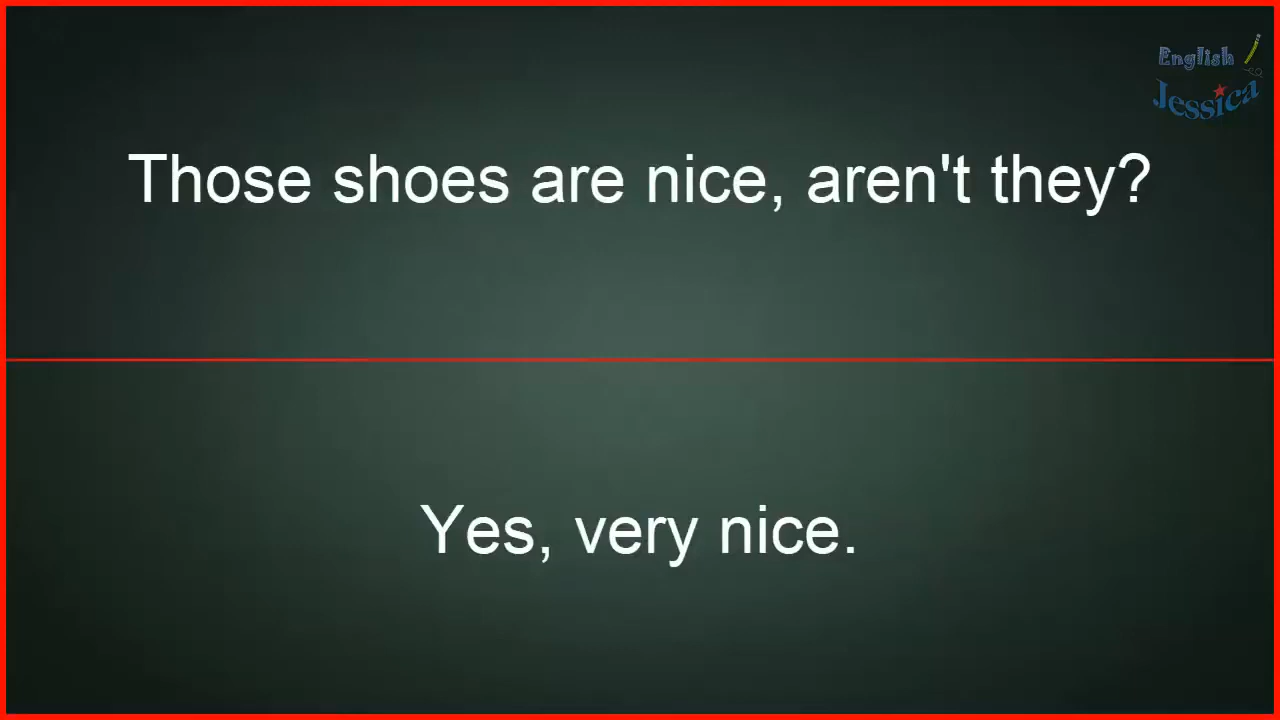 English
Jessica
Those shoes are nice, aren't they?
Yes, very nice.